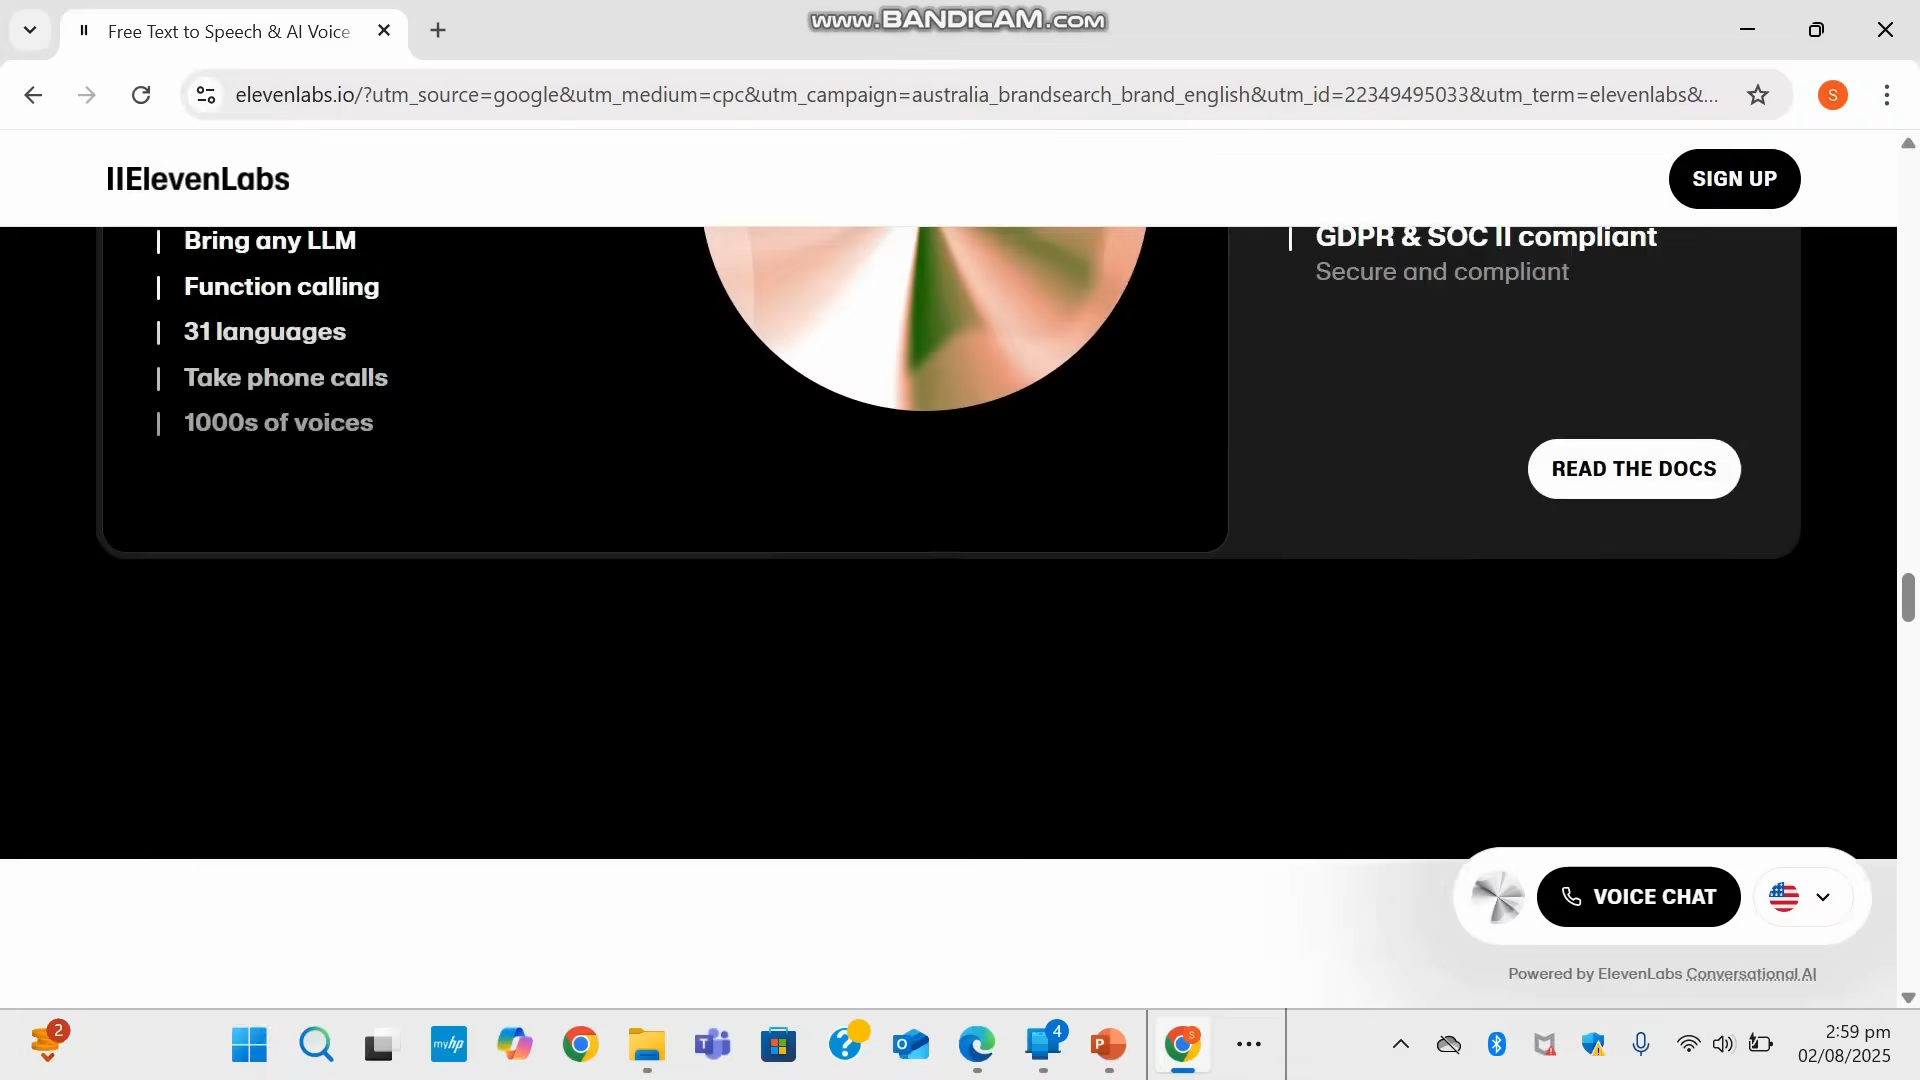 www.BANDICAM.com
Free Text to Speech & AI Voice
elevenlabs.io/?utm_source=google&utm_medium=cpc&utm_campaign=australia_brandsearch_brand_english&utm_id=22349495033&utm_term=elevenlabs&...
S
IIElevenLabs
SIGN UP
Bring any LLM
Function calling
31 languages
Take phone calls
1000s of voices
GDPR & SOC II compliant
Secure and compliant
READ THE DOCS
VOICE CHAT
Powered by ElevenLabs Conversational AI
2
myhp
4
2:59 pm
02/08/2025